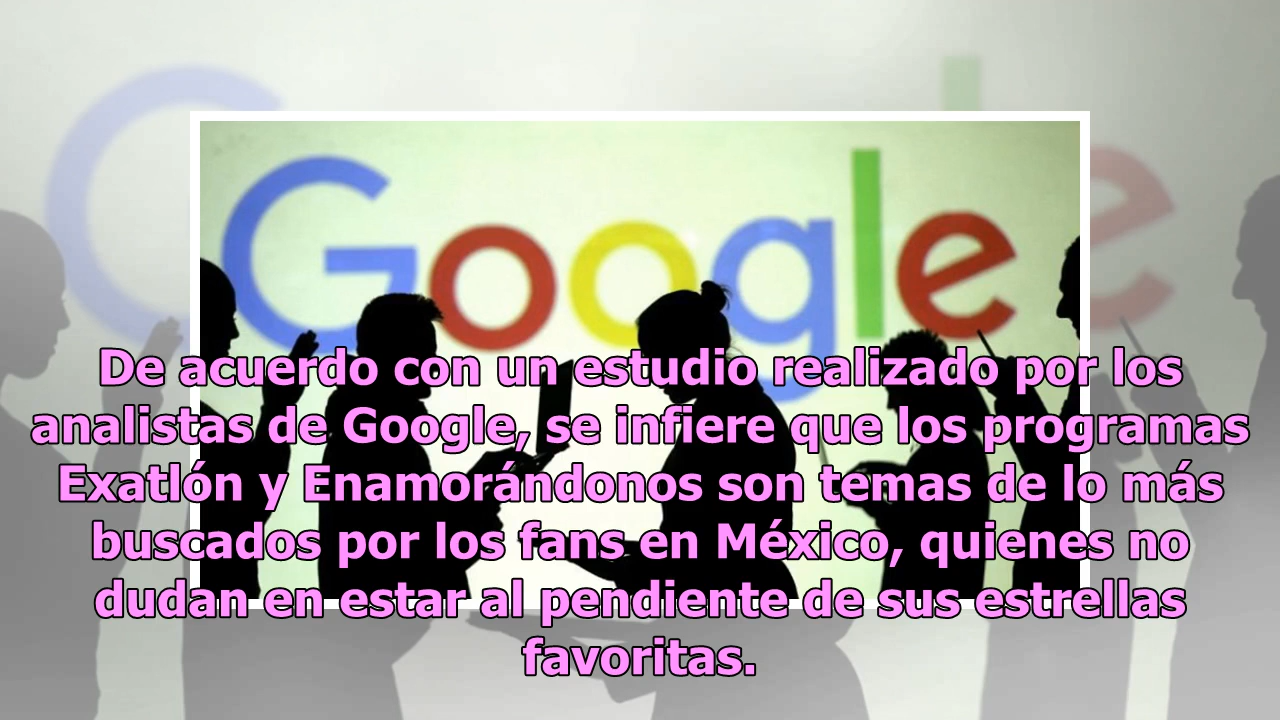 Google
De acuerdo con un estudio realizado por los
analistas de Google, se infiere que los programas
Exatlón y Enamorándonos son temas de lo más
buscados por los fans en México, quienes no
dudan en estar al pendiente de sus estrellas
favoritas.